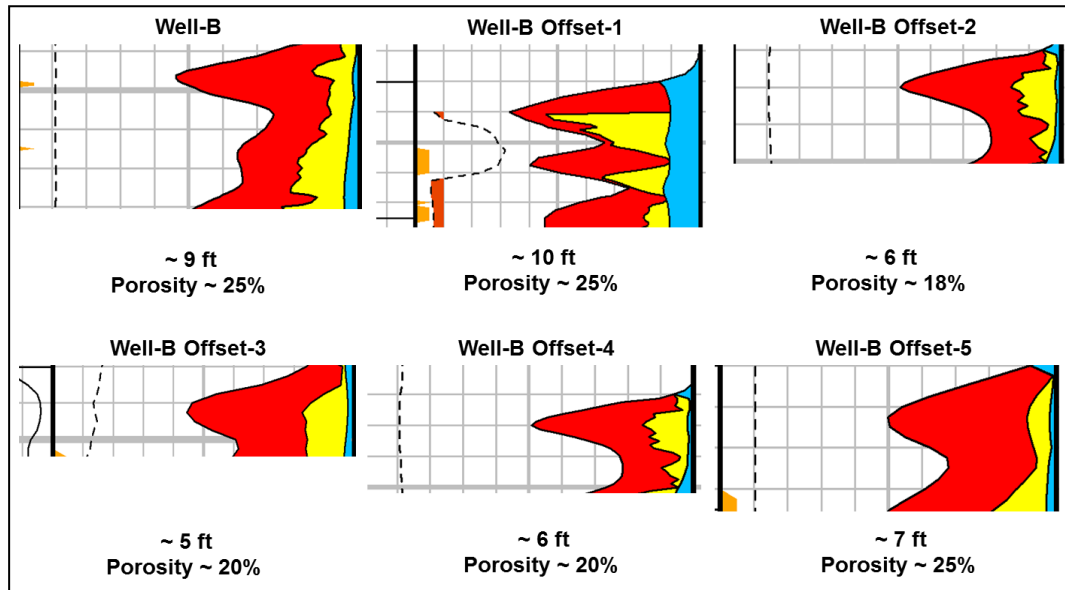 Well-B
Well-B Offset-1
Well-B Offset-2
~ 9 ft
Porosity ~ 25%
~ 10 ft
Porosity ~ 25%
~ 6 ft
Porosity ~ 18%
Well-B Offset-3
Well-B Offset-4
Well-B Offset-5
~ 5 ft
Porosity ~ 20%
~ 6 ft
Porosity ~ 20%
~ 7 ft
Porosity ~ 25%